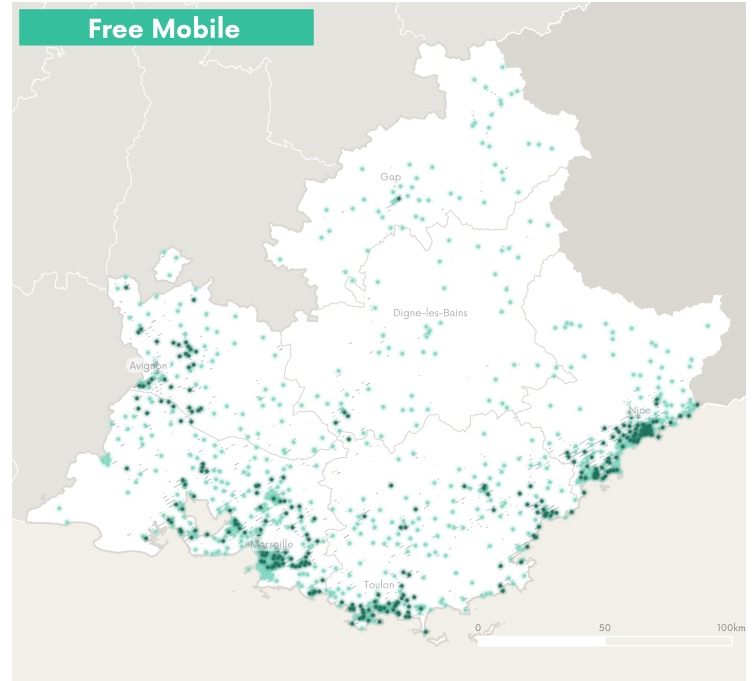 Free Mobile
Gap
Digne-les-Bains
Avignon
Nice
Marseille
Toulon
0 50 100km